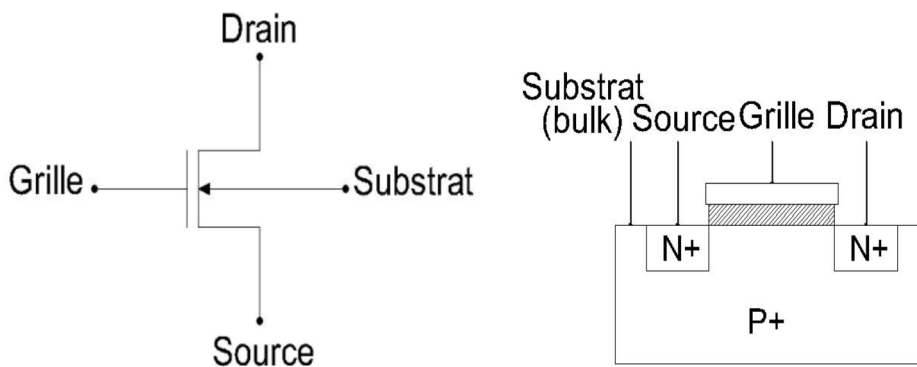 Drain
Grille
Substrat
Source
Substrat
(bulk) Source Grille Drain
N+ N+
P+